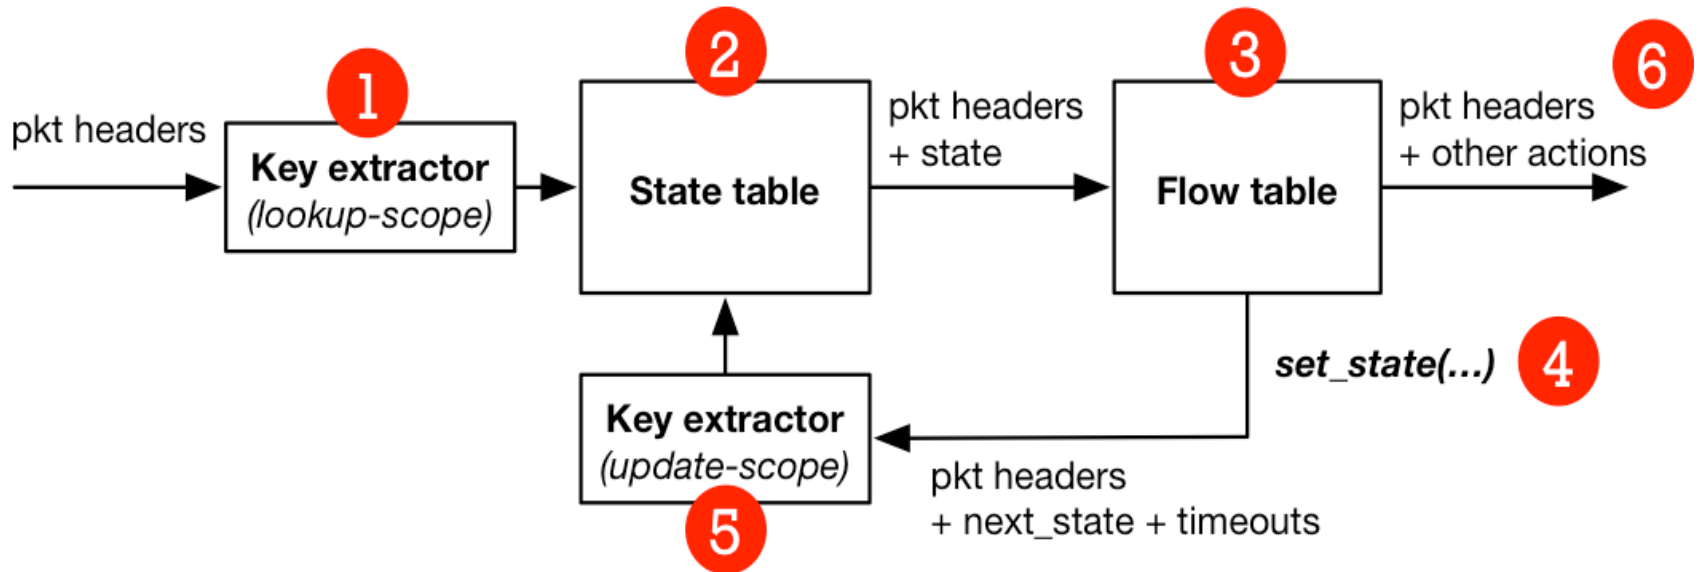 1
2
3
6
pkt headers
Key extractor
(lookup-scope)
State table
pkt headers
+ state
Flow table
pkt headers
+ other actions
set_state(...)
4
Key extractor
(update-scope)
5
pkt headers
+ next_state + timeouts